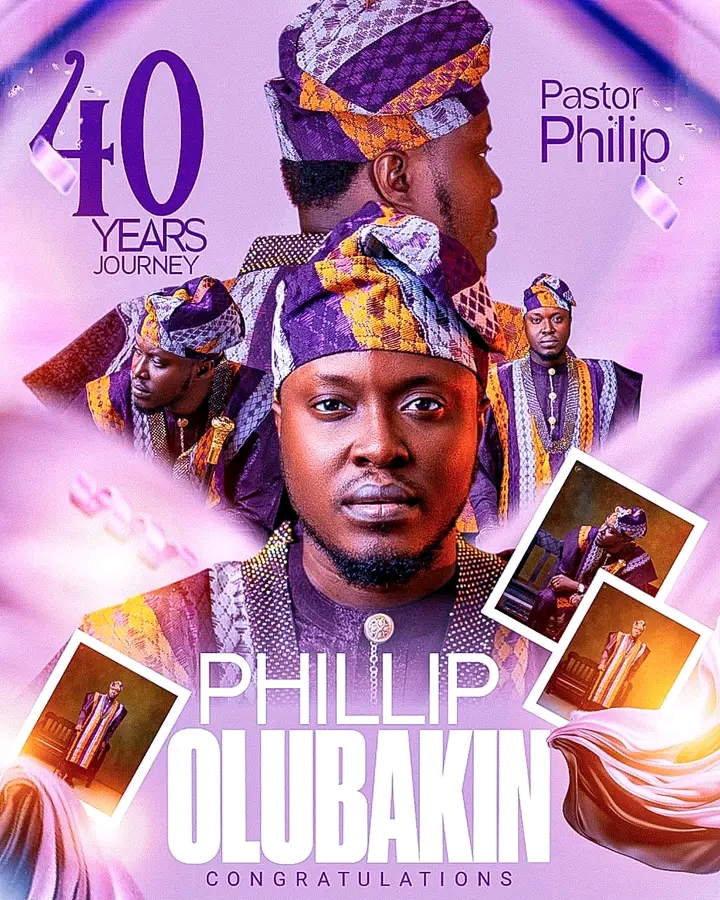 40
YEARS
JOURNEY
Pastor
Philip
PHILLIP
OLUBAKIN
CONGRATULATIONS